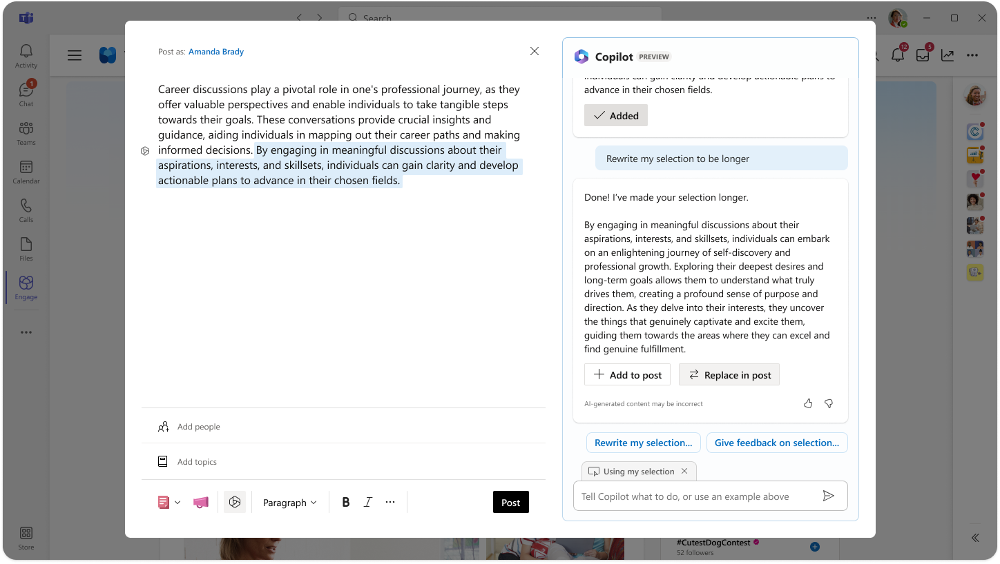 Search
Activity
1
Chat
Teams
Calendar
Calls
Files
Engage
Store
Post as: Amanda Brady
Career discussions play a pivotal role in one's professional journey, as they
offer valuable perspectives and enable individuals to take tangible steps
towards their goals. These conversations provide crucial insights and
guidance, aiding individuals in mapping out their career paths and making
informed decisions. By engaging in meaningful discussions about their
aspirations, interests, and skillsets, individuals can gain clarity and develop
actionable plans to advance in their chosen fields.
Add people
Add topics
Paragraph
B
I
Post
Copilot PREVIEW
individuals can gain clarity and develop actionable plans to
advance in their chosen fields.
Added
Rewrite my selection to be longer
Done! I've made your selection longer.
By engaging in meaningful discussions about their
aspirations, interests, and skillsets, individuals can embark
on an enlightening journey of self-discovery and
professional growth. Exploring their deepest desires and
long-term goals allows them to understand what truly
drives them, creating a profound sense of purpose and
direction. As they delve into their interests, they uncover
the things that genuinely captivate and excite them,
guiding them towards the areas where they can excel and
find genuine fulfillment.
Add to post
Replace in post
AI-generated content may be incorrect
Rewrite my selection...
Give feedback on selection...
Using my selection
Tell Copilot what to do, or use an example above
12
5
#CutestDogContest
52 followers